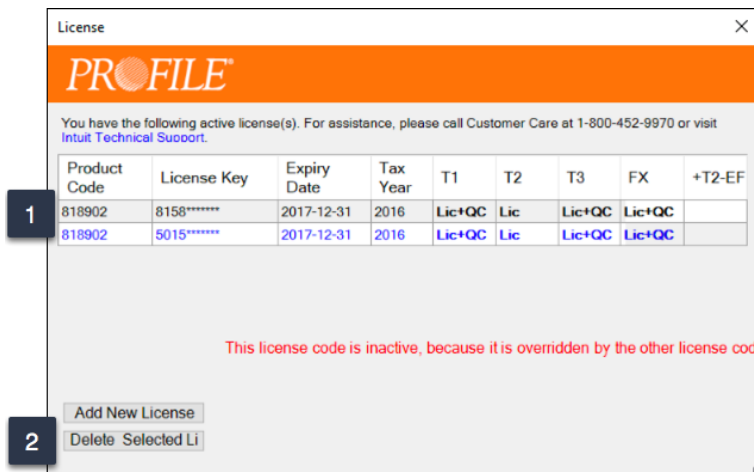 License
PROFILE
You have the following active license(s). For assistance, please call Customer Care at 1-800-452-9970 or visit
Intuit Technical Support.
Product Code License Key Expiry Date Tax Year T1 T2 T3 FX +T2-EF
1 818902 8158******* 2017-12-31 2016 Lic+QC Lic Lic+QC Lic+QC
818902 5015******* 2017-12-31 2016 Lic+QC Lic Lic+QC Lic+QC
This license code is inactive, because it is overridden by the other license cod
Add New License
2 Delete Selected Li